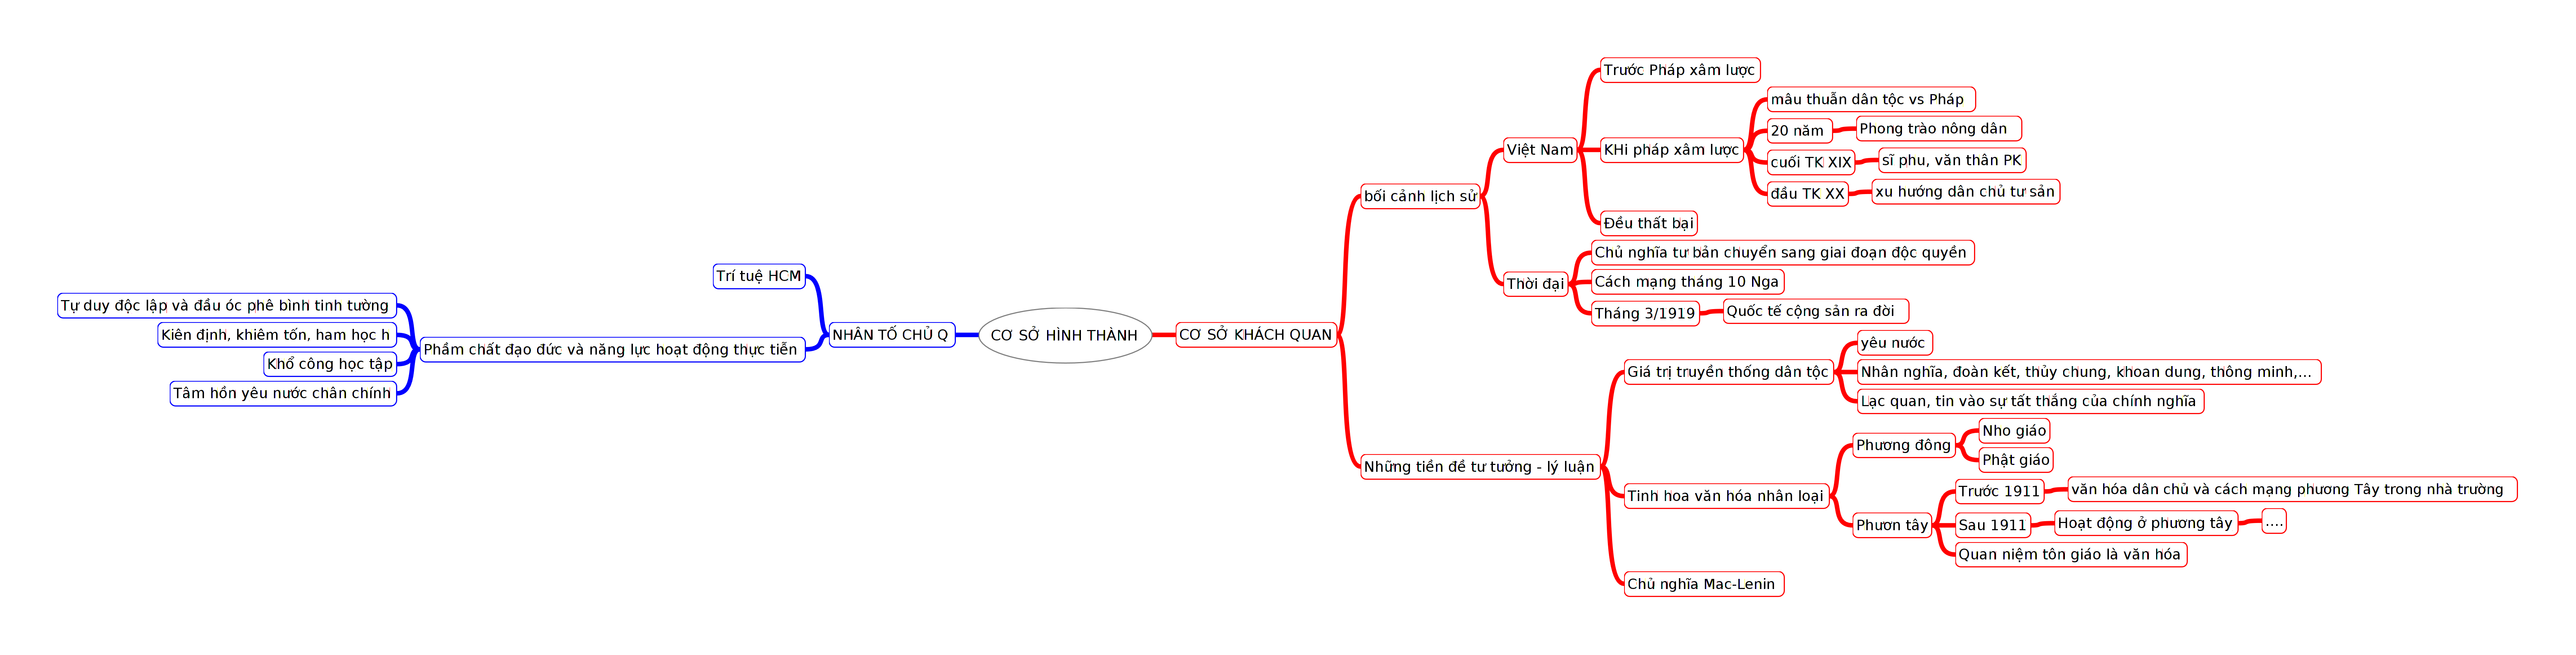 CƠ SỞ HÌNH THÀNH
NHÂN TỐ CHỦ Q
Trí tuệ HCM
Phầm chất đạo đức và năng lực hoạt động thực tiễn
Tự duy độc lập và đầu óc phê bình tinh tường
Kiên định, khiêm tốn, ham học h
Khổ công học tập
Tâm hồn yêu nước chân chính
CƠ SỞ KHÁCH QUAN
bối cảnh lịch sử
Việt Nam
Trước Pháp xâm lược
KHi pháp xâm lược
mâu thuẫn dân tộc vs Pháp
20 năm
Phong trào nông dân
cuối TK XIX
sĩ phu, văn thân PK
đầu TK XX
xu hướng dân chủ tư sản
Đều thất bại
Thời đại
Chủ nghĩa tư bản chuyển sang giai đoạn độc quyền
Cách mạng tháng 10 Nga
Tháng 3/1919
Quốc tế cộng sản ra đời
Những tiền đề tư tưởng - lý luận
Giá trị truyền thống dân tộc
yêu nước
Nhân nghĩa, đoàn kết, thủy chung, khoan dung, thông minh,...
Lạc quan, tin vào sự tất thắng của chính nghĩa
Tinh hoa văn hóa nhân loại
Phương đông
Nho giáo
Phật giáo
Phươn tây
Trước 1911
văn hóa dân chủ và cách mạng phương Tây trong nhà trường
Sau 1911
Hoạt động ở phương tây
....
Quan niệm tôn giáo là văn hóa
Chủ nghĩa Mac-Lenin